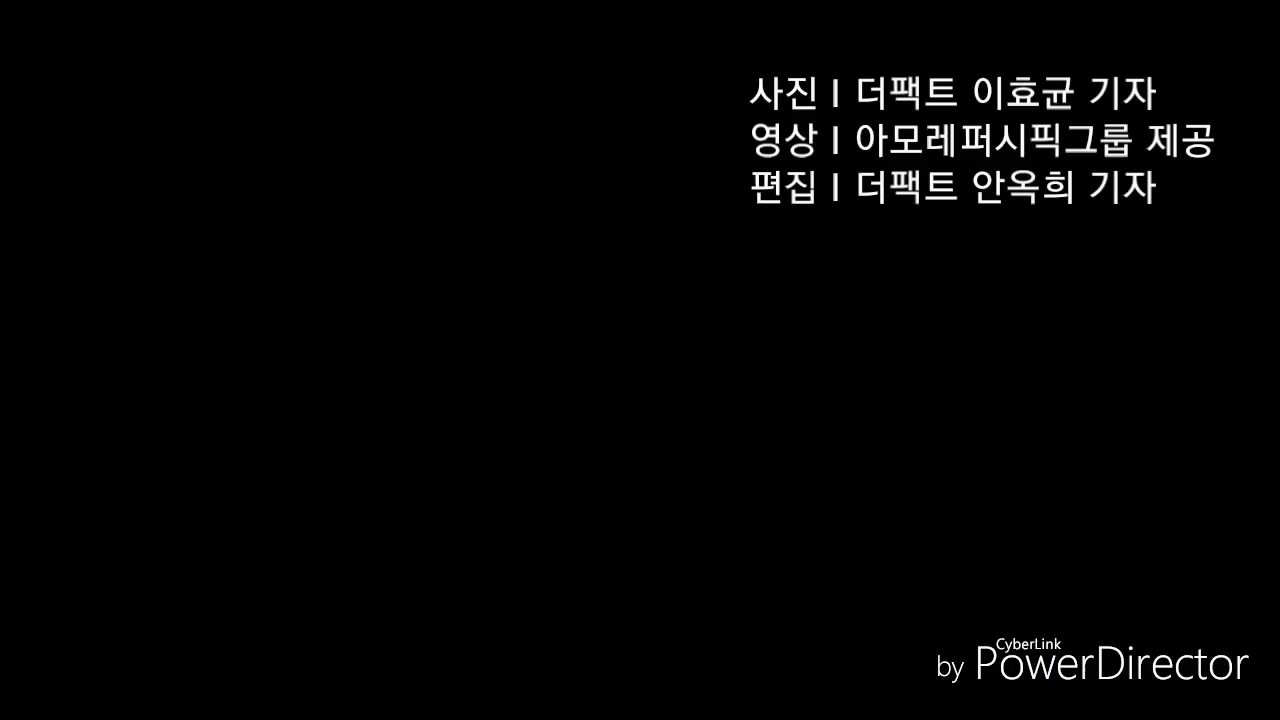 사진 l 더팩트 이효균 기자
영상 l 아모레퍼시픽그룹 제공
편집 l 더팩트 안옥희 기자
CyberLink
by PowerDirector